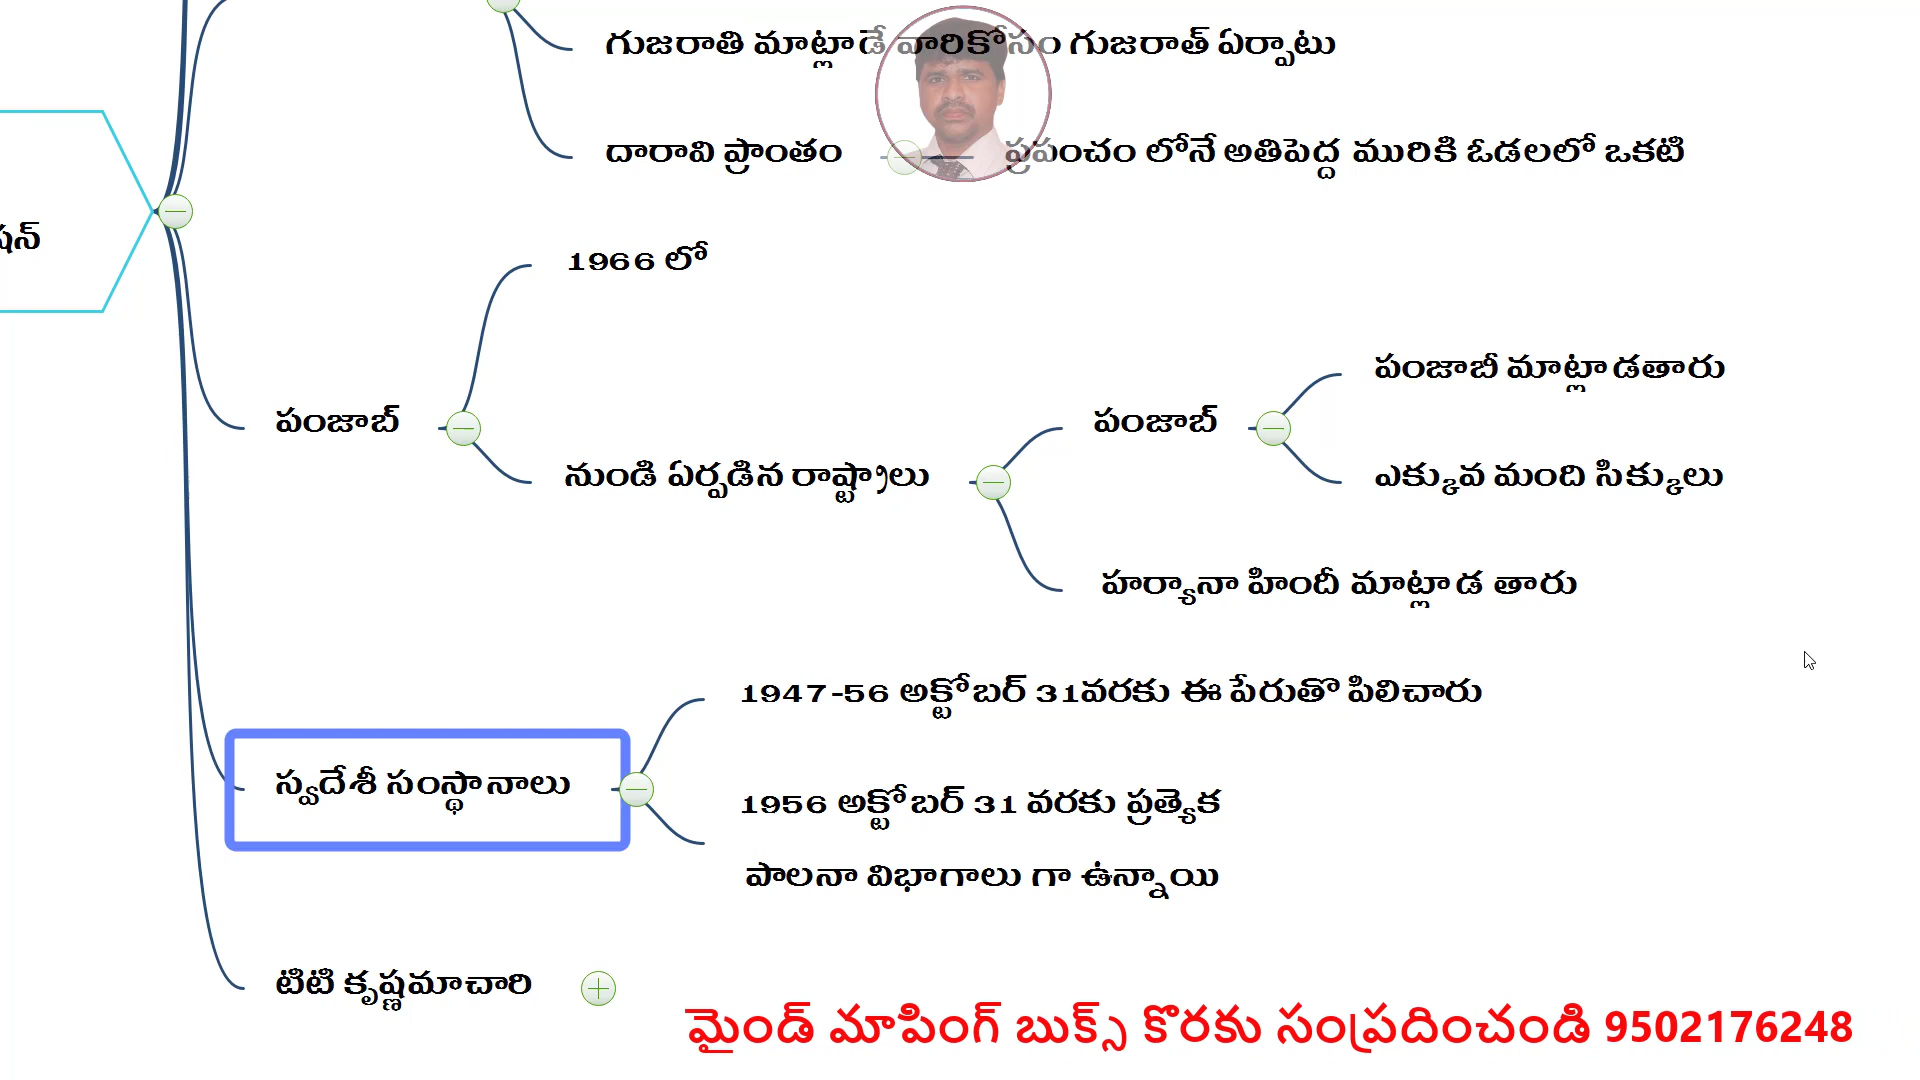 గుజరాతి మాట్లాడే వారికోసం గుజరాత్ ఏర్పాటు
దారావి ప్రాంతం
ప్రపంచం లోనే అతిపెద్ద మురికి ఓడలలో ఒకటి
షన్
1966 లో
పంజాబీ మాట్లాడతారు
పంజాబ్
పంజాబ్
నుండి ఏర్పడిన రాష్ట్రాలు
ఎక్కువ మంది సిక్కులు
హర్యానా హిందీ మాట్లాడ తారు
1947-56 అక్టోబర్ 31వరకు ఈ పేరుతొ పిలిచారు
స్వదేశీ సంస్థానాలు
1956 అక్టోబర్ 31 వరకు ప్రత్యేక
పాలనా విభాగాలు గా ఉన్నాయి
టిటి కృష్ణమాచారి
మైండ్ మాపింగ్ బుక్స్ కొరకు సంప్రదించండి 9502176248